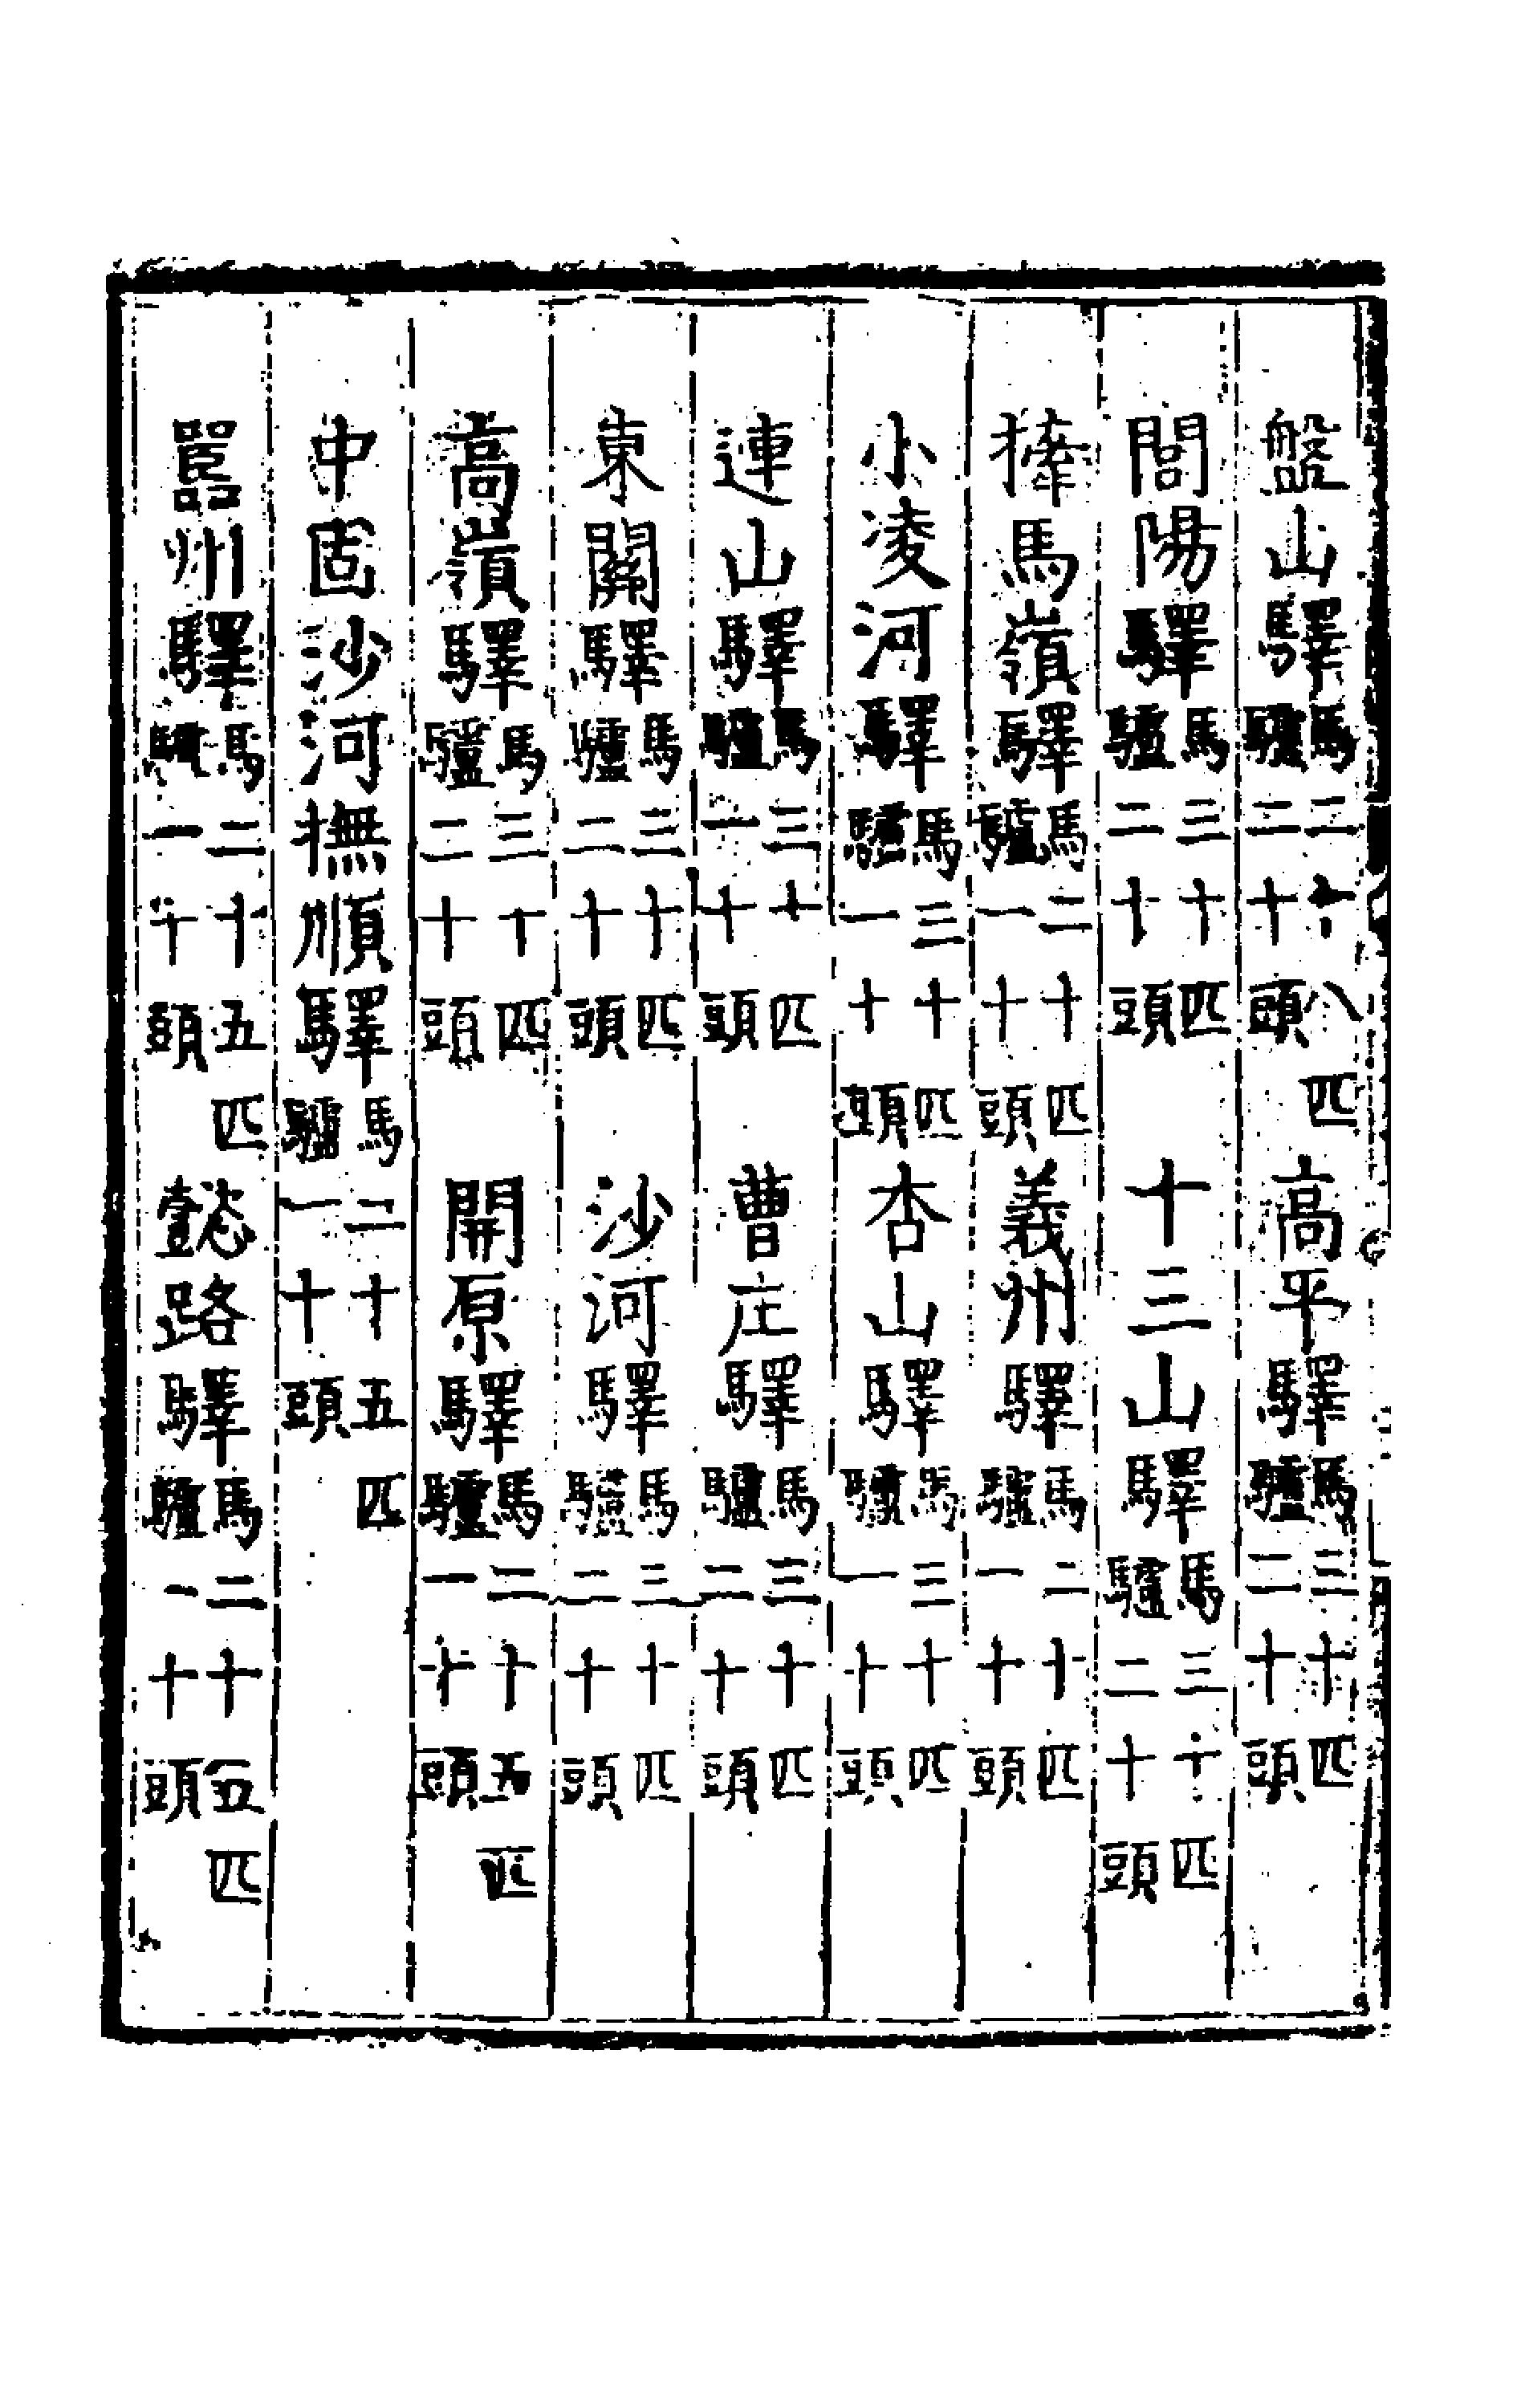 盤山驛馬二十八匹驢二十頭 高平驛馬三十匹驢二十頭
閭陽驛馬三十匹驢二十頭 十三山驛馬三十匹驢二十頭
捧馬嶺驛馬二十匹驢一十頭 義州驛馬二十匹驢一十頭
小凌河驛馬三十匹驢一十頭 杏山驛馬三十匹驢一十頭
連山驛馬三十匹驢一十頭 曹庄驛馬三十匹驢二十頭
東關驛馬三十匹驢二十頭 沙河驛馬三十匹驢二十頭
高嶺驛馬三十匹驢二十頭 開原驛馬二十五匹驢一十頭
中固沙河撫順驛馬二十五匹驢一十頭
嚚州驛馬二十五匹驢一十頭 懿路驛馬二十五匹驢一十頭